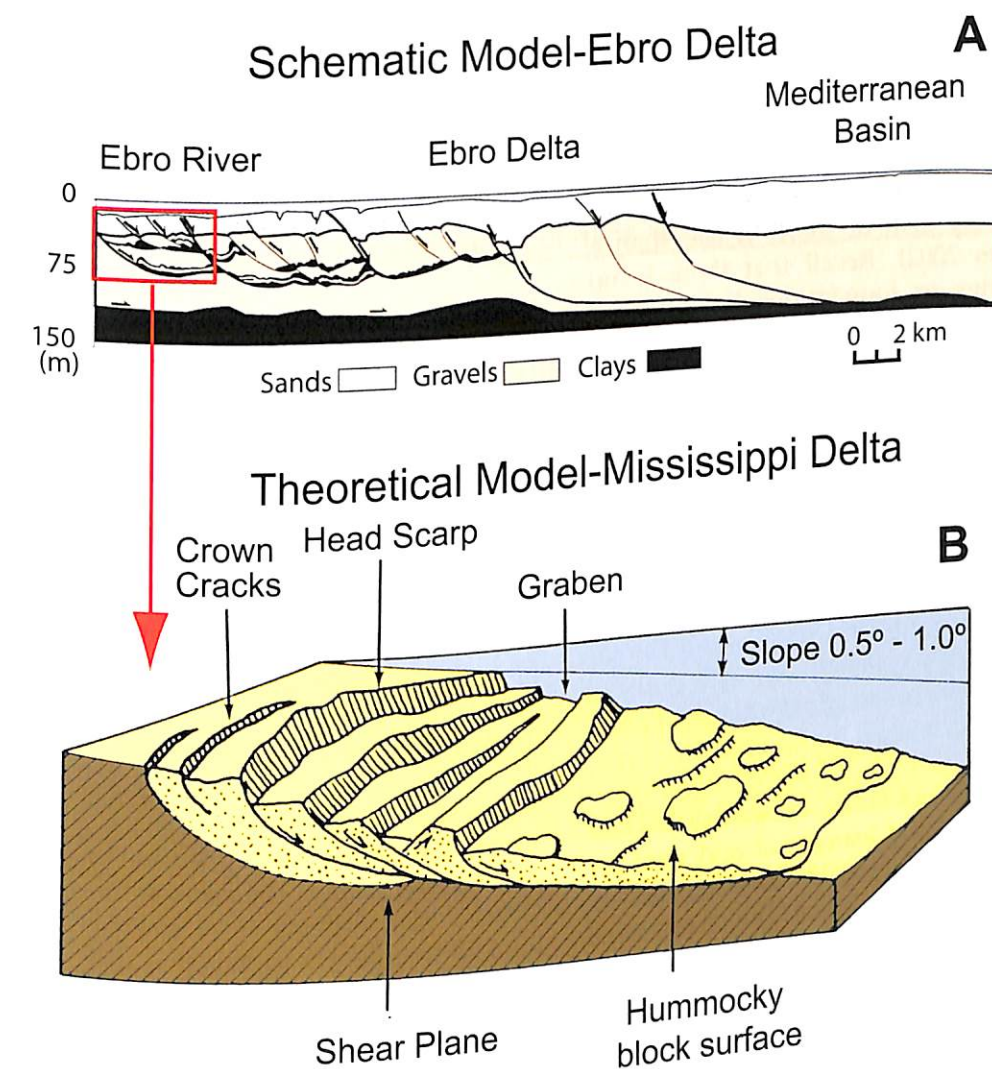 A
Schematic Model-Ebro Delta
Mediterranean
Basin
Ebro River
Ebro Delta
0
75
150
(m)
0 2 km
Sands Gravels Clays
Theoretical Model-Mississippi Delta
B
Crown
Cracks
Head Scarp
Graben
Slope 0.5º - 1.0º
Shear Plane
Hummocky
block surface